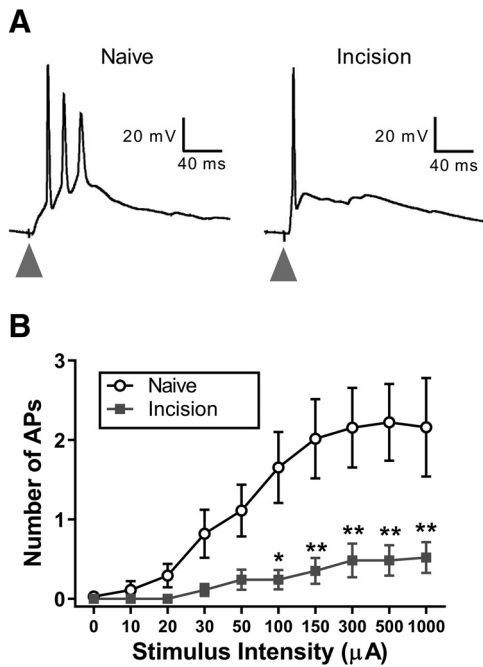 A
Naive
Incision
20 mV
40 ms
20 mV
40 ms
B
3
2
1
0
Number of APs
Naive
Incision
* ** ** ** **
0 10 20 30 50 100 150 300 500 1000
Stimulus Intensity (μA)